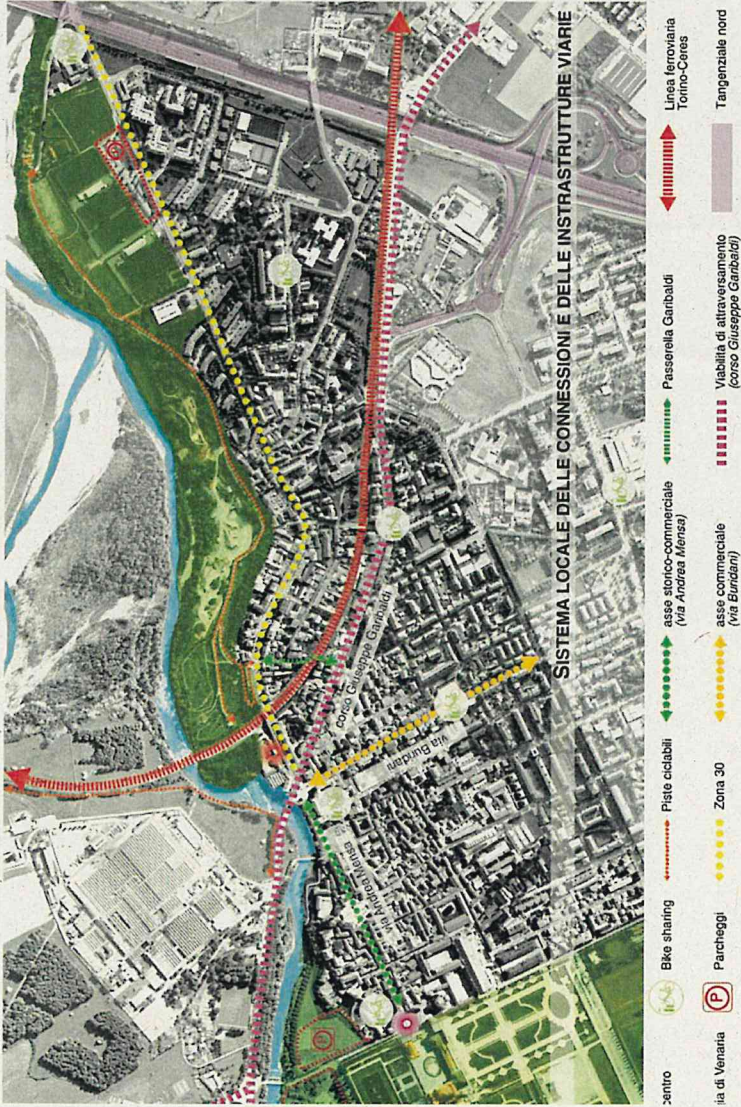 P
P
corso Giuseppe Garibaldi
via Buridani
via Andrea Mensa
SISTEMA LOCALE DELLE CONNESSIONI E DELLE INSTRASTRUTTURE VIARIE
centro
Bike sharing
Piste ciclabili
asse storico-commerciale
(via Andrea Mensa)
Passerella Garibaldi
Linea ferroviaria
Torino-Ceres
ia di Venaria
P
Parcheggi
Zona 30
asse commerciale
(via Buridani)
Viabilità di attraversamento
(corso Giuseppe Garibaldi)
Tangenziale nord